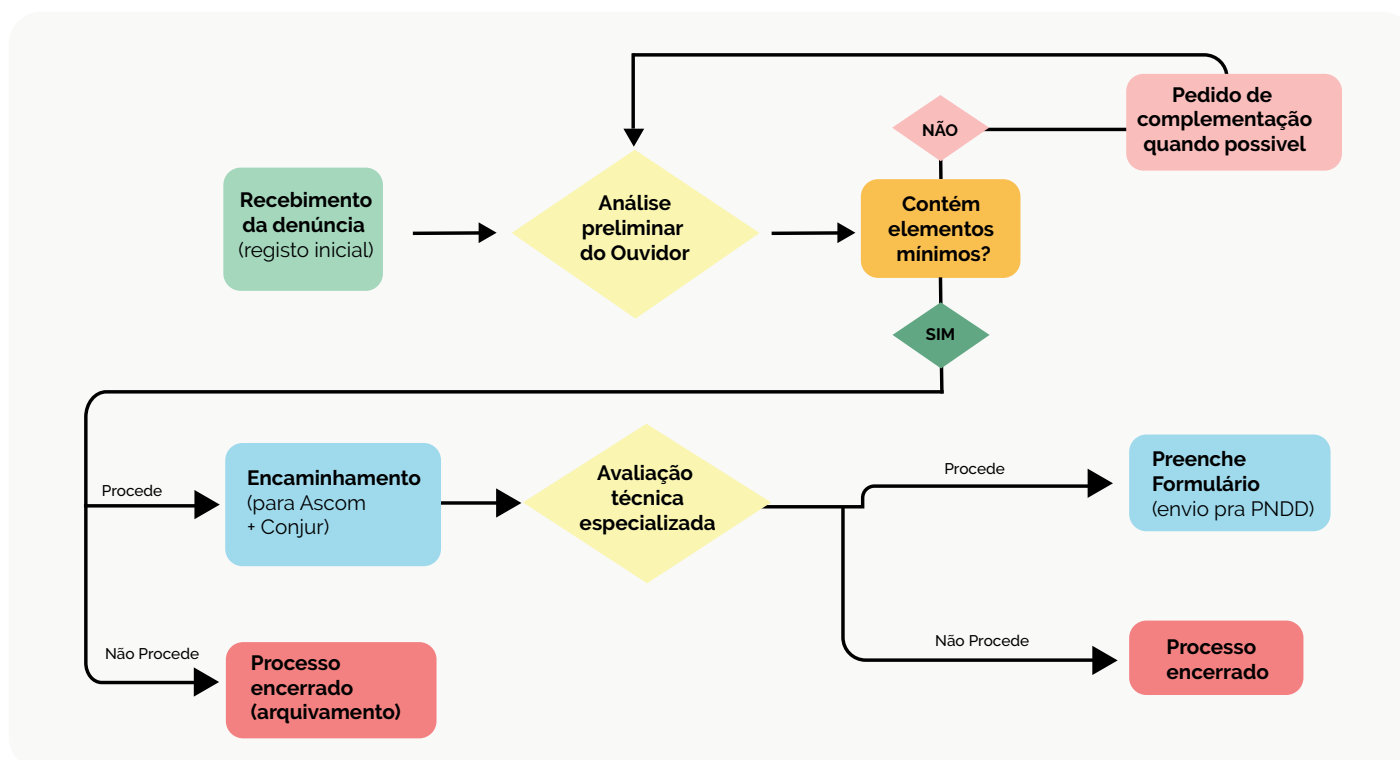 Pedido de
complementação
quando possivel
NÃO
Recebimento
da denúncia
(registo inicial)
Análise
preliminar
do Ouvidor
Contém
elementos
mínimos?
SIM
Procede
Encaminhamento
(para Ascom
+ Conjur)
Avaliação
técnica
especializada
Procede
Preenche
Formulário
(envio pra PNDD)
Não Procede
Processo
encerrado
(arquivamento)
Não Procede
Processo
encerrado